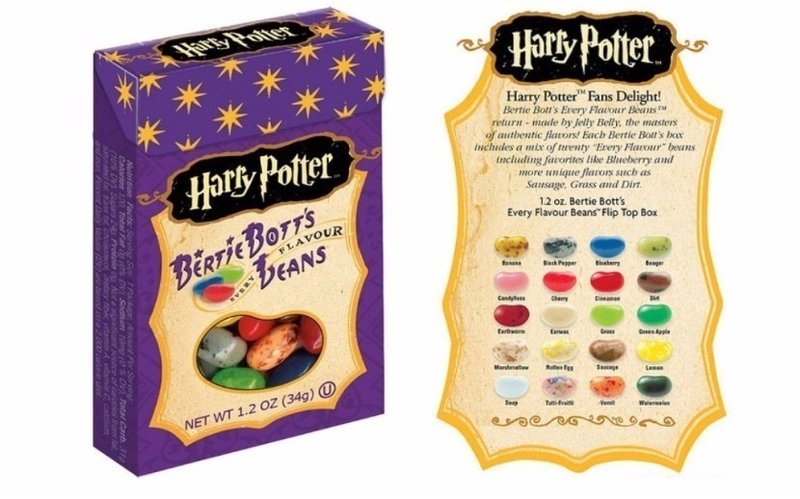 Harry Potter
Harry Potter
BERTIE BOTT'S
EVERY FLAVOUR
BEANS
NET WT 1.2 OZ (34g) U
Harry Potter™
Harry Potter™ Fans Delight!
Bertie Bott's Every Flavour Beans™
return - made by Jelly Belly, the masters
of authentic flavors! Each Bertie Bott's box
includes a mix of twenty "Every Flavour" beans
including favorites like Blueberry and
more unique flavors such as
Sausage, Grass and Dirt.
1.2 oz. Bertie Bott's
Every Flavour Beans™ Flip Top Box
Banana Black Pepper Blueberry Booger
Candyfloss Cherry Cinnamon Dirt
Earthworm Earwax Grass Green Apple
Marshmallow Rotten Egg Sausage Lemon
Soap Tutti-Fruitti Vomit Watermelon